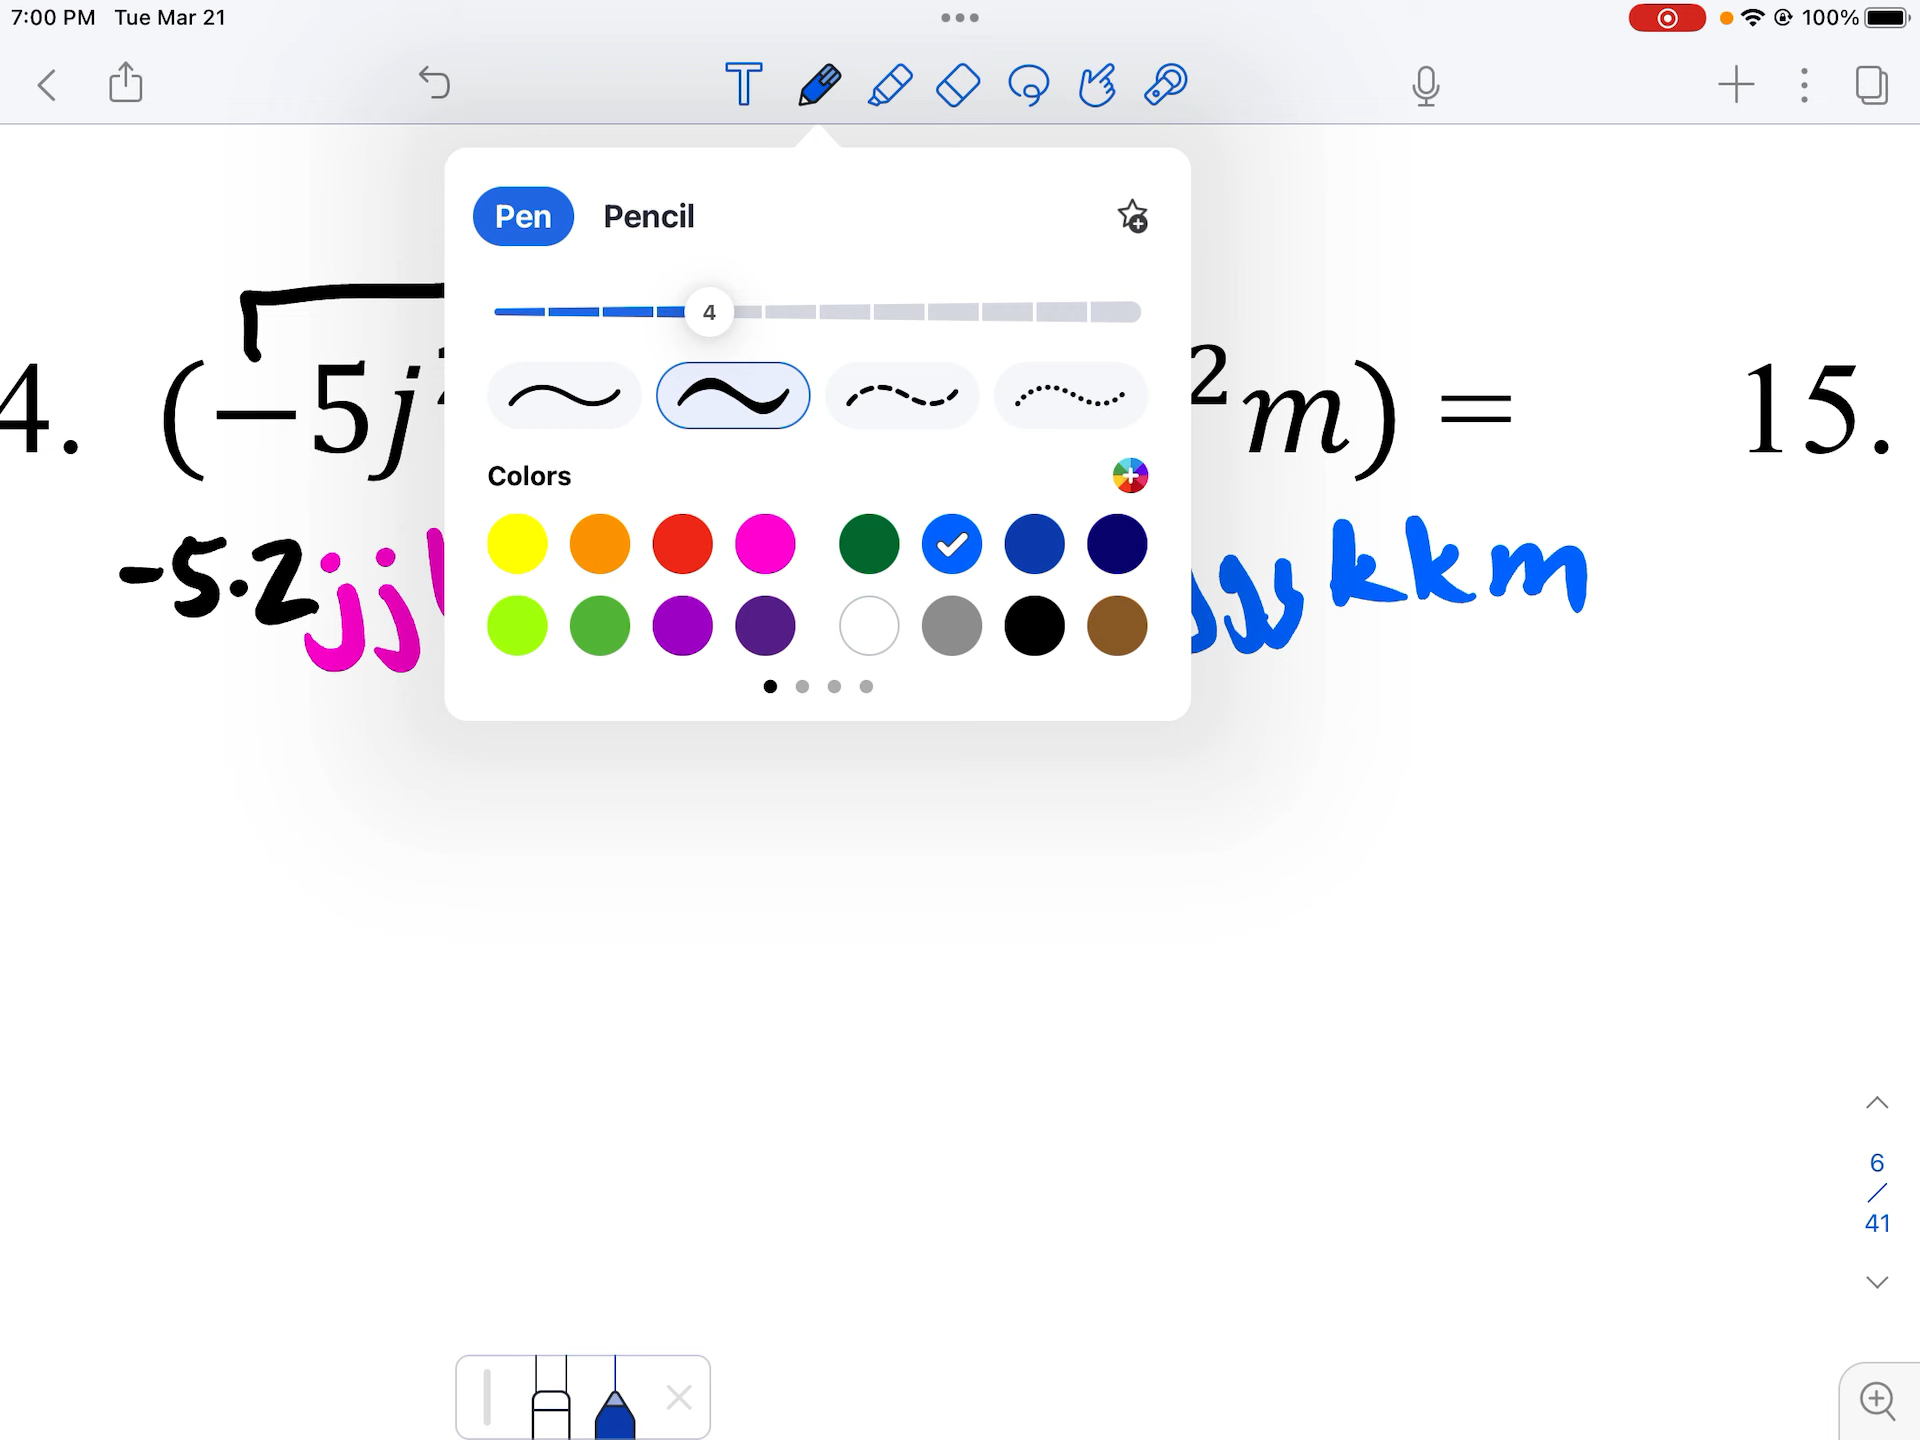 7:00 PM Tue Mar 21 100%
T
Pen Pencil
4
4. (−5j ²m) = 15.
Colors
-5·2jj kkm
6
/
41